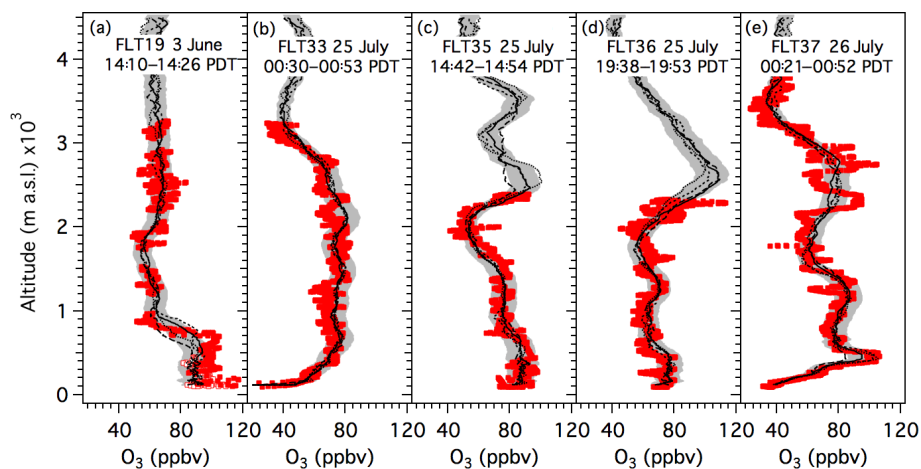 (a)
FLT19 3 June
14:10–14:26 PDT
(b)
FLT33 25 July
00:30–00:53 PDT
(c)
FLT35 25 July
14:42–14:54 PDT
(d)
FLT36 25 July
19:38–19:53 PDT
(e)
FLT37 26 July
00:21–00:52 PDT
Altitude (m a.s.l.) x10³
4
3
2
1
0
40 80 120
40 80 120
40 80 120
40 80 120
40 80 120
O₃ (ppbv)
O₃ (ppbv)
O₃ (ppbv)
O₃ (ppbv)
O₃ (ppbv)